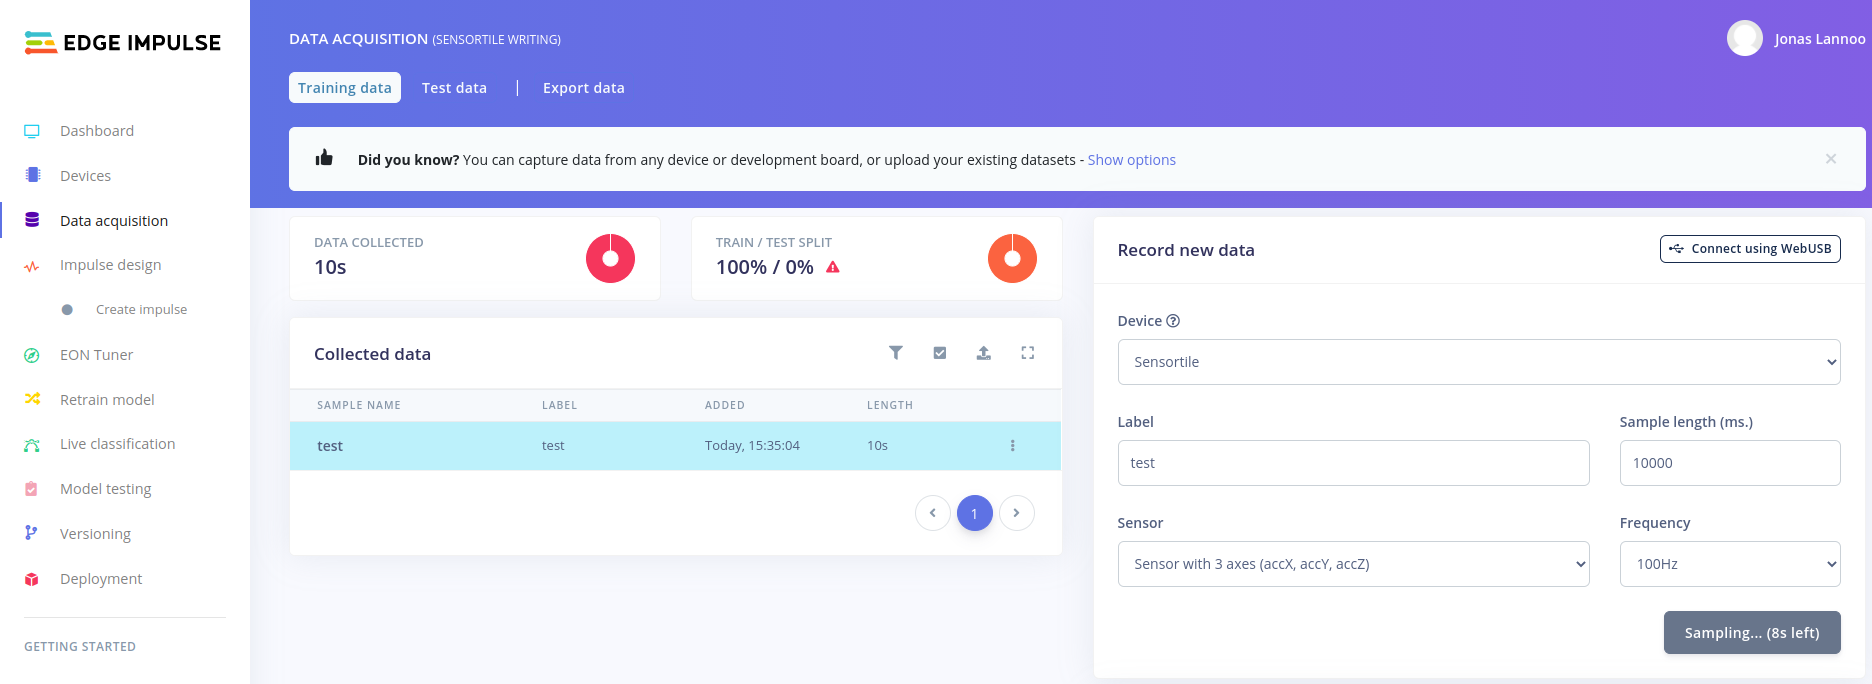 EDGE IMPULSE
Dashboard
Devices
Data acquisition
Impulse design
Create impulse
EON Tuner
Retrain model
Live classification
Model testing
Versioning
Deployment
GETTING STARTED
DATA ACQUISITION (SENSORTILE WRITING)
Jonas Lannoo
Training data Test data | Export data
Did you know? You can capture data from any device or development board, or upload your existing datasets - Show options ×
DATA COLLECTED
10s
TRAIN / TEST SPLIT
100% / 0%
Collected data
SAMPLE NAME LABEL ADDED LENGTH
test test Today, 15:35:04 10s
1
Record new data
Connect using WebUSB
Device
Sensortile
Label Sample length (ms.)
test 10000
Sensor Frequency
Sensor with 3 axes (accX, accY, accZ) 100Hz
Sampling... (8s left)